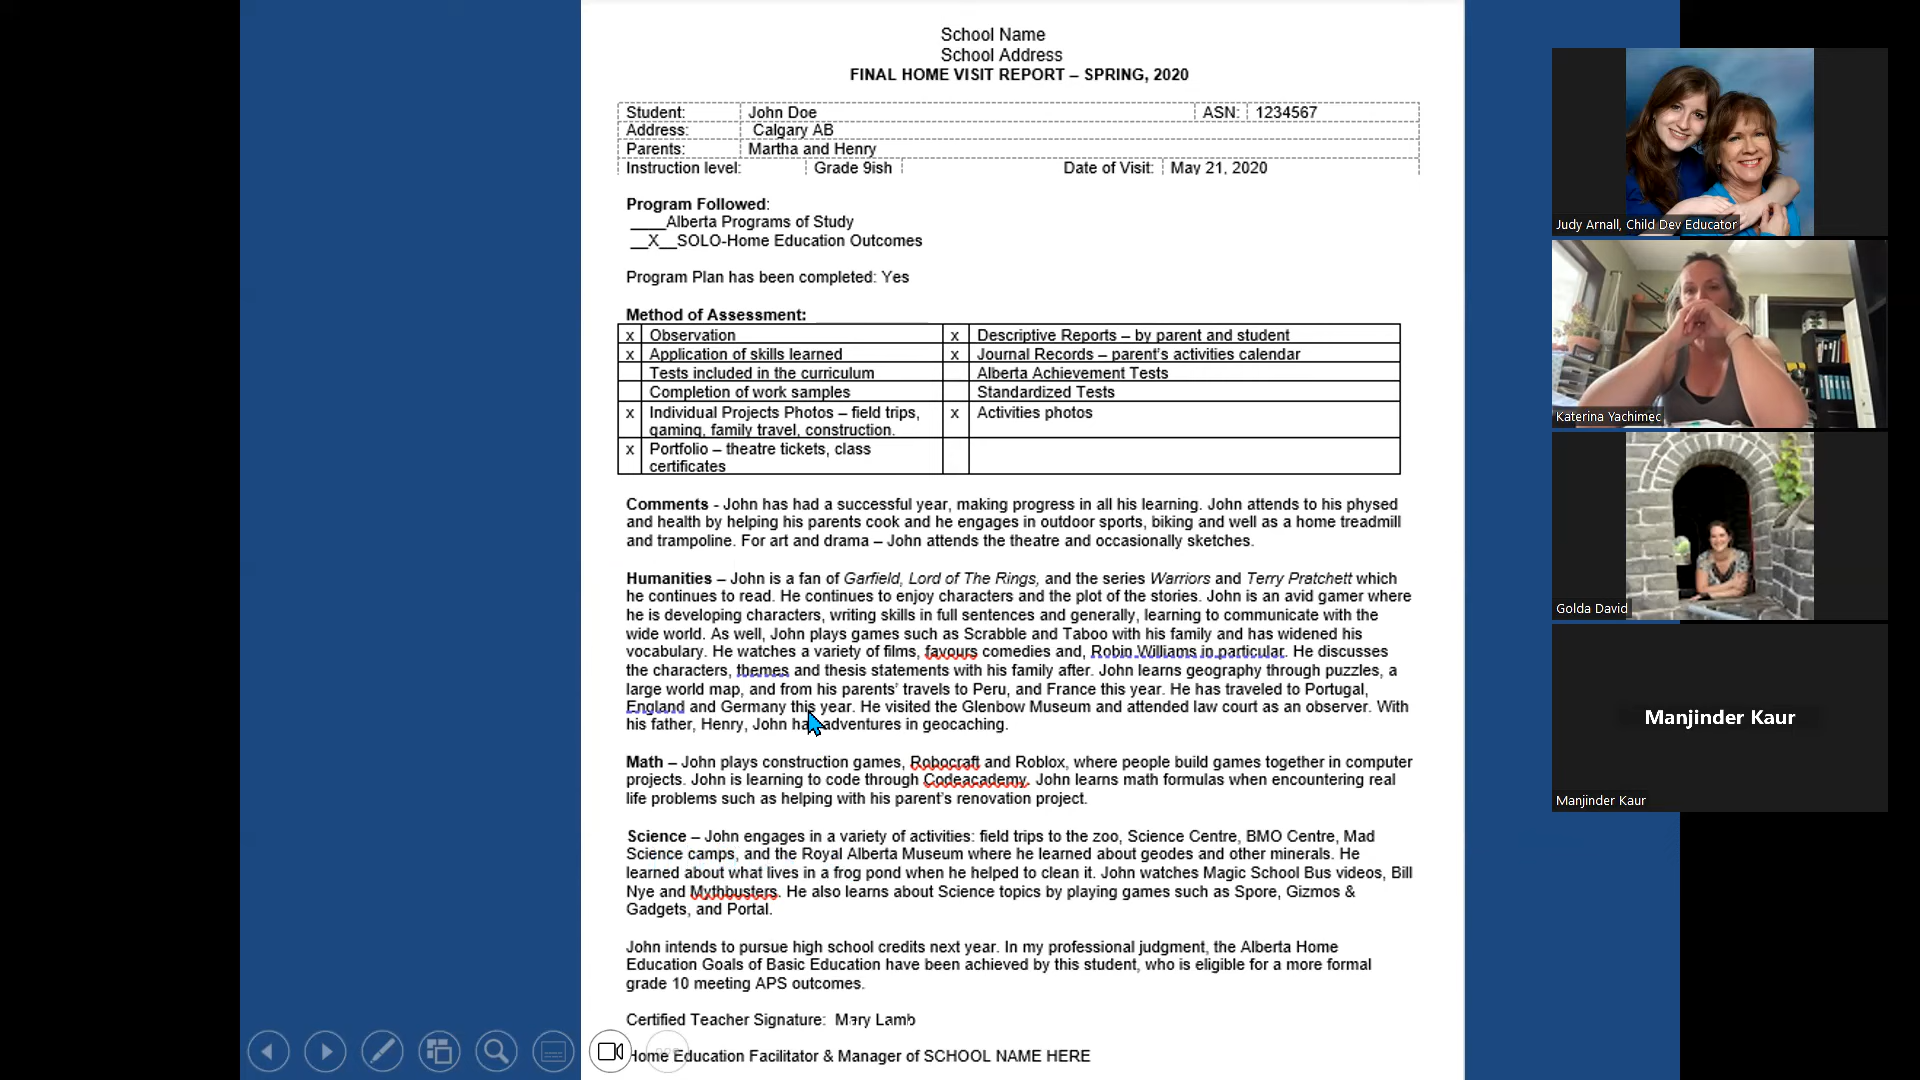 School Name
School Address
FINAL HOME VISIT REPORT – SPRING, 2020
Student: John Doe ASN: 1234567
Address: Calgary AB
Parents: Martha and Henry
Instruction level: Grade 9ish Date of Visit: May 21, 2020
Program Followed:
____Alberta Programs of Study
__X__SOLO-Home Education Outcomes
Program Plan has been completed: Yes
Method of Assessment:
x Observation x Descriptive Reports – by parent and student
x Application of skills learned x Journal Records – parent's activities calendar
Tests included in the curriculum Alberta Achievement Tests
Completion of work samples Standardized Tests
x Individual Projects Photos – field trips, x Activities photos
gaming, family travel, construction.
x Portfolio – theatre tickets, class
certificates
Comments - John has had a successful year, making progress in all his learning. John attends to his physed
and health by helping his parents cook and he engages in outdoor sports, biking and well as a home treadmill
and trampoline. For art and drama – John attends the theatre and occasionally sketches.
Humanities – John is a fan of Garfield, Lord of The Rings, and the series Warriors and Terry Pratchett which
he continues to read. He continues to enjoy characters and the plot of the stories. John is an avid gamer where
he is developing characters, writing skills in full sentences and generally, learning to communicate with the
wide world. As well, John plays games such as Scrabble and Taboo with his family and has widened his
vocabulary. He watches a variety of films, favours comedies and, Robin Williams in particular. He discusses
the characters, themes and thesis statements with his family after. John learns geography through puzzles, a
large world map, and from his parents' travels to Peru, and France this year. He has traveled to Portugal,
England and Germany this year. He visited the Glenbow Museum and attended law court as an observer. With
his father, Henry, John has adventures in geocaching.
Math – John plays construction games, Robocraft and Roblox, where people build games together in computer
projects. John is learning to code through Codeacademy. John learns math formulas when encountering real
life problems such as helping with his parent's renovation project.
Science – John engages in a variety of activities: field trips to the zoo, Science Centre, BMO Centre, Mad
Science camps, and the Royal Alberta Museum where he learned about geodes and other minerals. He
learned about what lives in a frog pond when he helped to clean it. John watches Magic School Bus videos, Bill
Nye and Mythbusters. He also learns about Science topics by playing games such as Spore, Gizmos &
Gadgets, and Portal.
John intends to pursue high school credits next year. In my professional judgment, the Alberta Home
Education Goals of Basic Education have been achieved by this student, who is eligible for a more formal
grade 10 meeting APS outcomes.
Certified Teacher Signature: Mary Lamb
Home Education Facilitator & Manager of SCHOOL NAME HERE
Judy Arnall, Child Dev Educator
Katerina Yachimec
Golda David
Manjinder Kaur
Manjinder Kaur